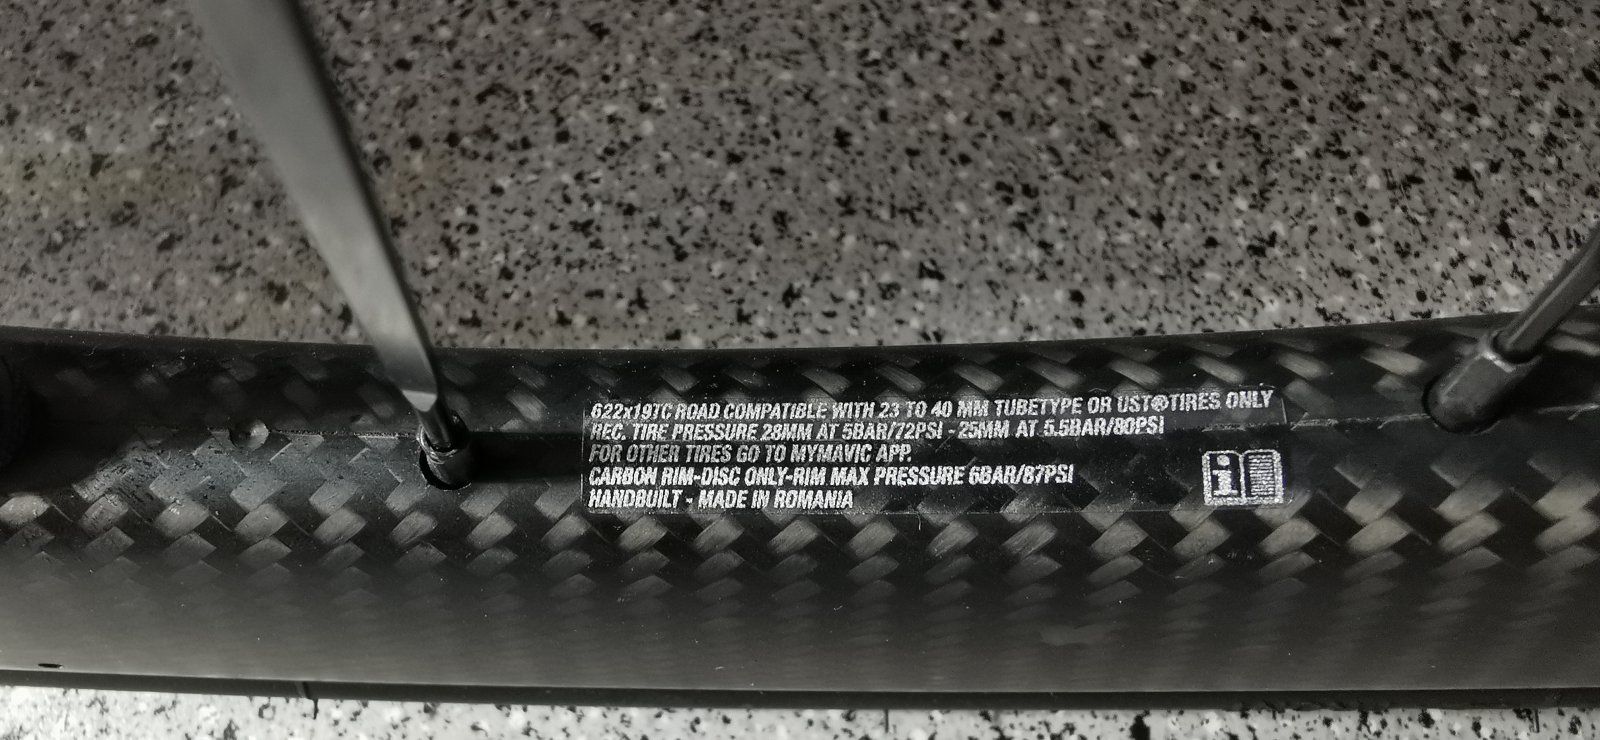 622x19TC ROAD COMPATIBLE WITH 23 TO 40 MM TUBETYPE OR UST®TIRES ONLY
REC. TIRE PRESSURE 28MM AT 5BAR/72PSI - 25MM AT 5.5BAR/80PSI
FOR OTHER TIRES GO TO MYMAVIC APP.
CARBON RIM-DISC ONLY-RIM MAX PRESSURE 6BAR/87PSI
HANDBUILT - MADE IN ROMANIA